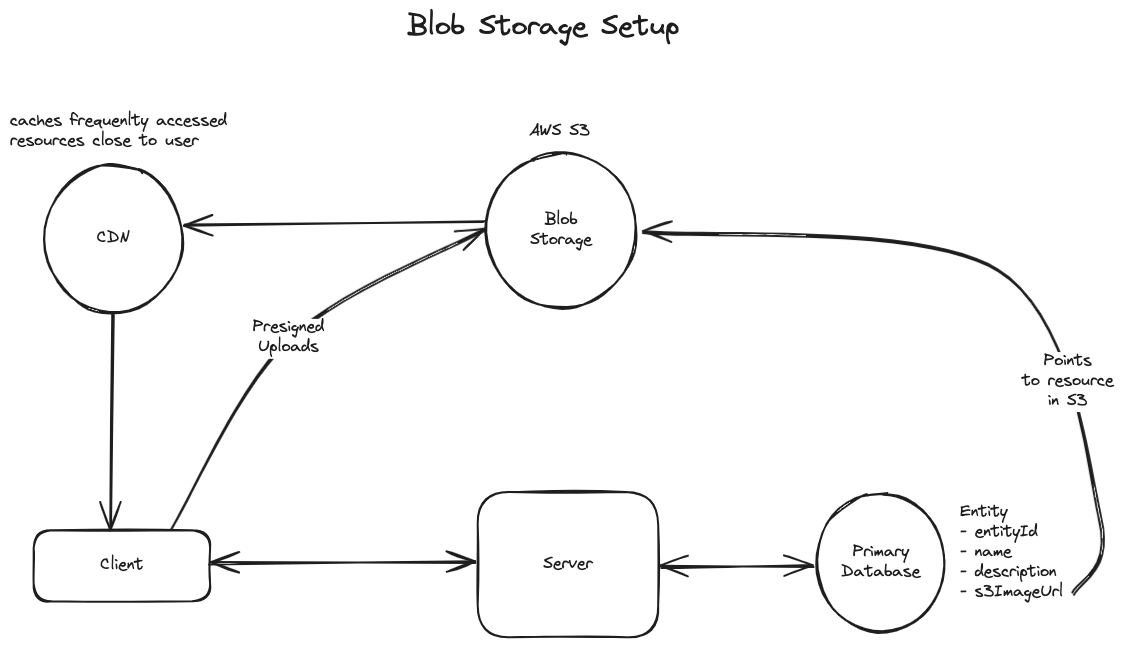 Blob Storage Setup
caches frequenlty accessed
resources close to user
AWS S3
CDN
Blob
Storage
Presigned
Uploads
Points
to resource
in S3
Client
Server
Primary
Database
Entity
- entityId
- name
- description
- s3ImageUrl